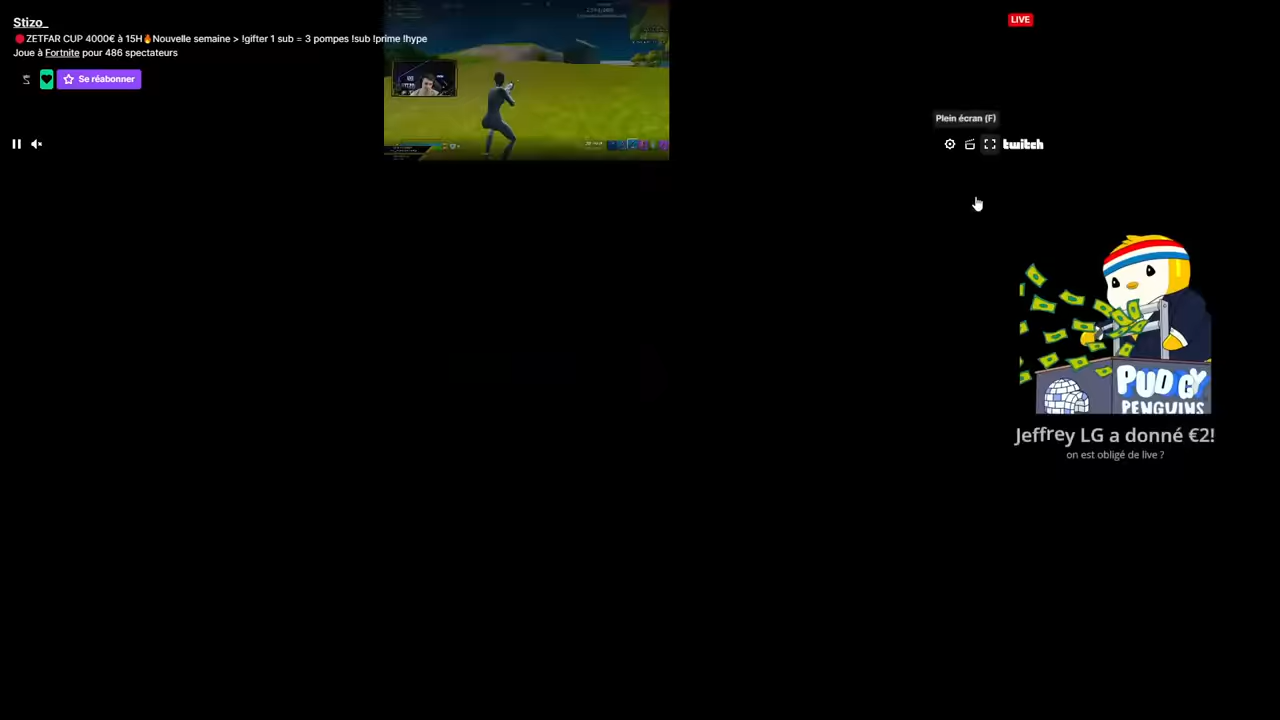 Stizo_
🔴ZETFAR CUP 4000€ à 15H🔥Nouvelle semaine > !gifter 1 sub = 3 pompes !sub !prime !hype
Joue à Fortnite pour 486 spectateurs
Se réabonner
LIVE
Plein écran (F)
twitch
PUDGY
PENGUINS
Jeffrey LG a donné €2!
on est obligé de live ?